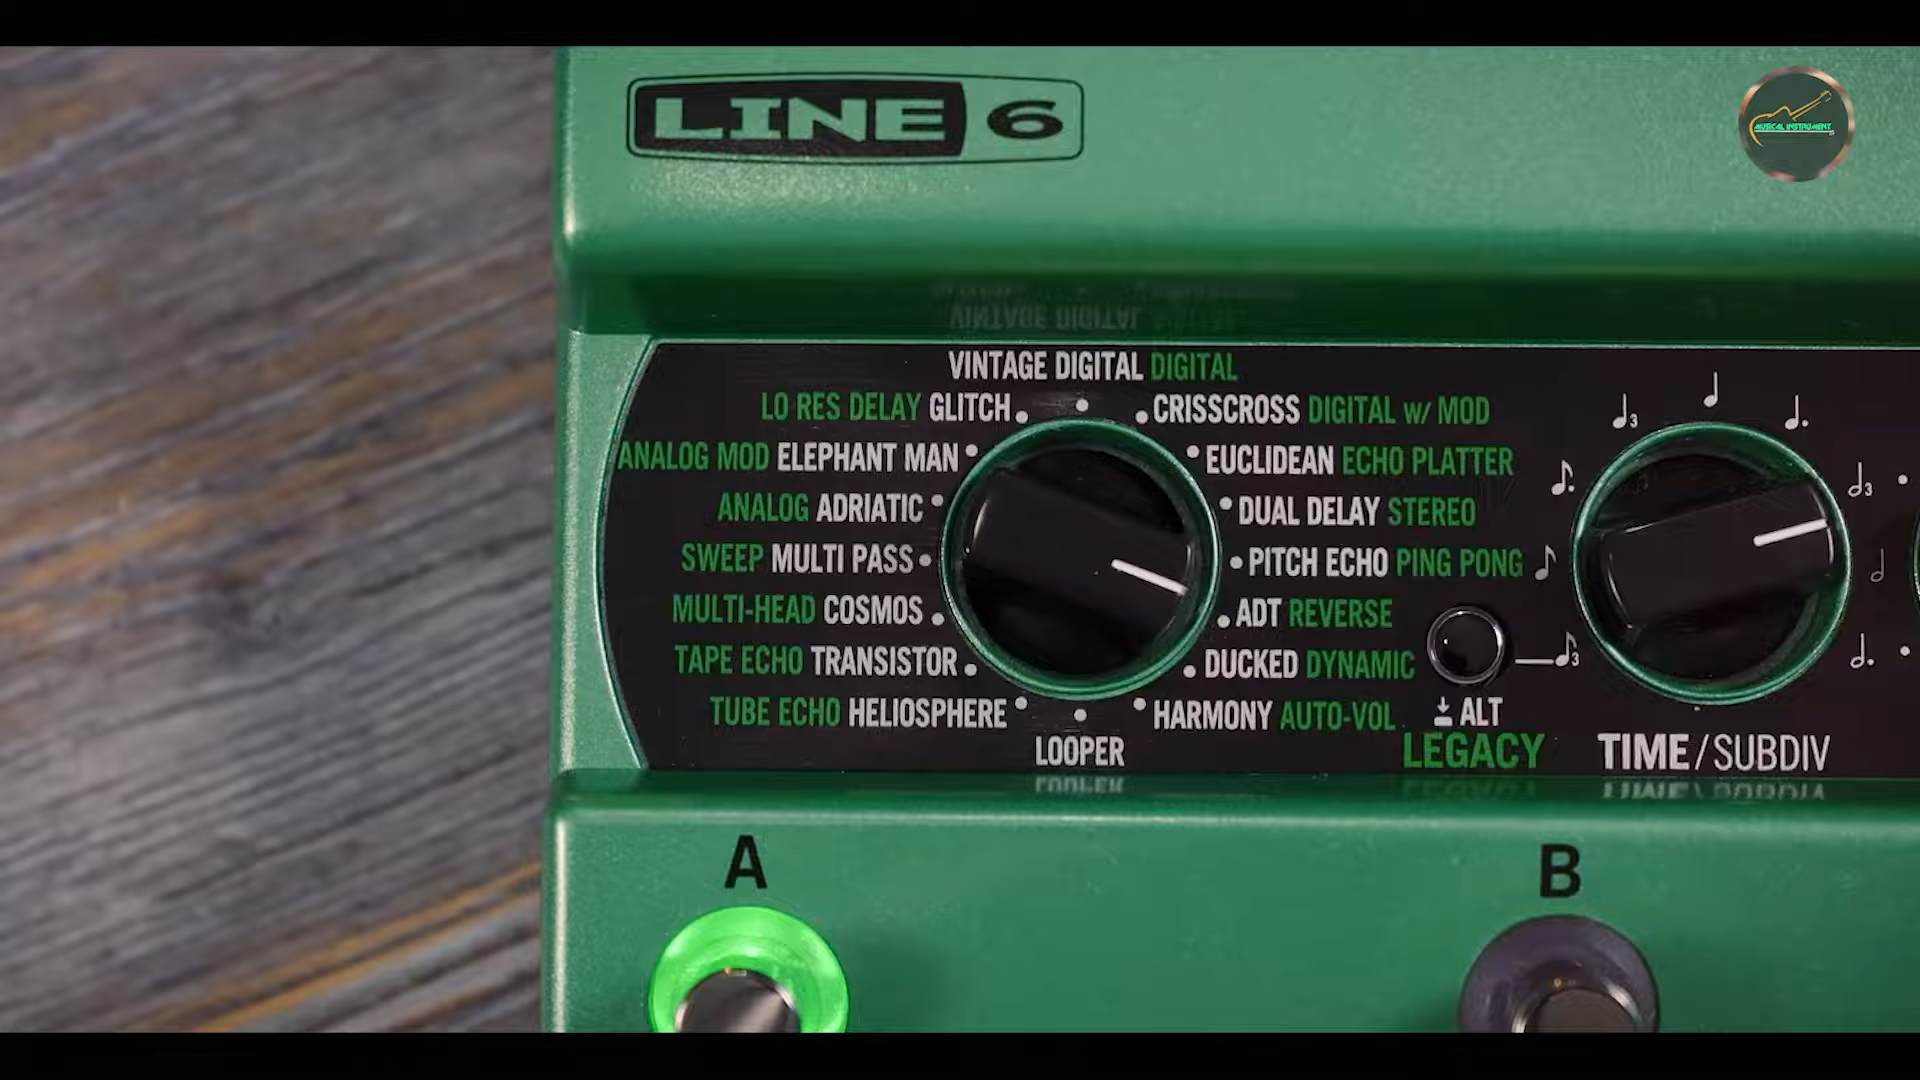 LINE 6
MUSICAL INSTRUMENT
VINTAGE DIGITAL DIGITAL
LO RES DELAY GLITCH
CRISSCROSS DIGITAL w/ MOD
ANALOG MOD ELEPHANT MAN
EUCLIDEAN ECHO PLATTER
ANALOG ADRIATIC
DUAL DELAY STEREO
SWEEP MULTI PASS
PITCH ECHO PING PONG
MULTI-HEAD COSMOS
ADT REVERSE
TAPE ECHO TRANSISTOR
DUCKED DYNAMIC
TUBE ECHO HELIOSPHERE
HARMONY AUTO-VOL
ALT
LOOPER
LEGACY
TIME/SUBDIV
A
B